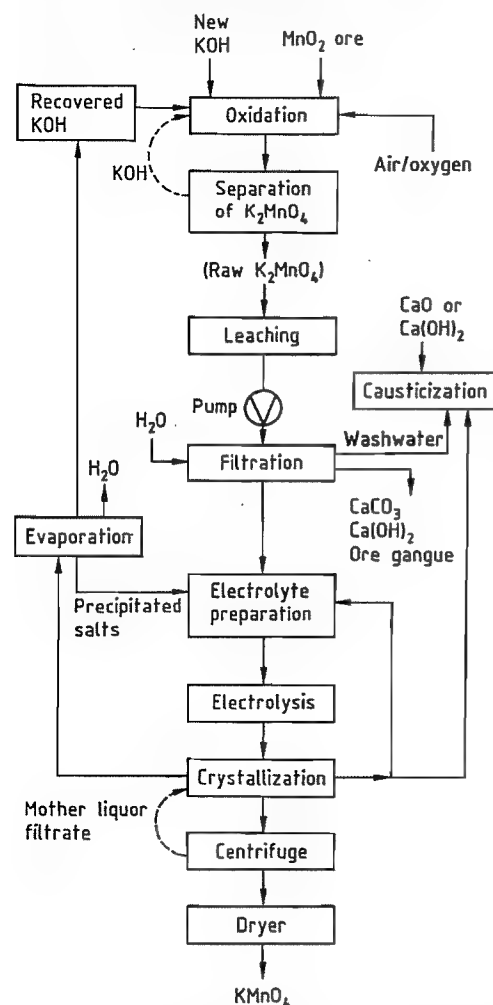 New
KOH
MnO₂ ore
Recovered
KOH
Oxidation
KOH
Air/oxygen
Separation
of K₂MnO₄
(Raw K₂MnO₄)
CaO or
Ca(OH)₂
Leaching
Causticization
Pump
H₂O
Washwater
Filtration
H₂O
CaCO₃
Ca(OH)₂
Ore gangue
Evaporation
Precipitated
salts
Electrolyte
preparation
Electrolysis
Crystallization
Mother liquor
filtrate
Centrifuge
Dryer
KMnO₄